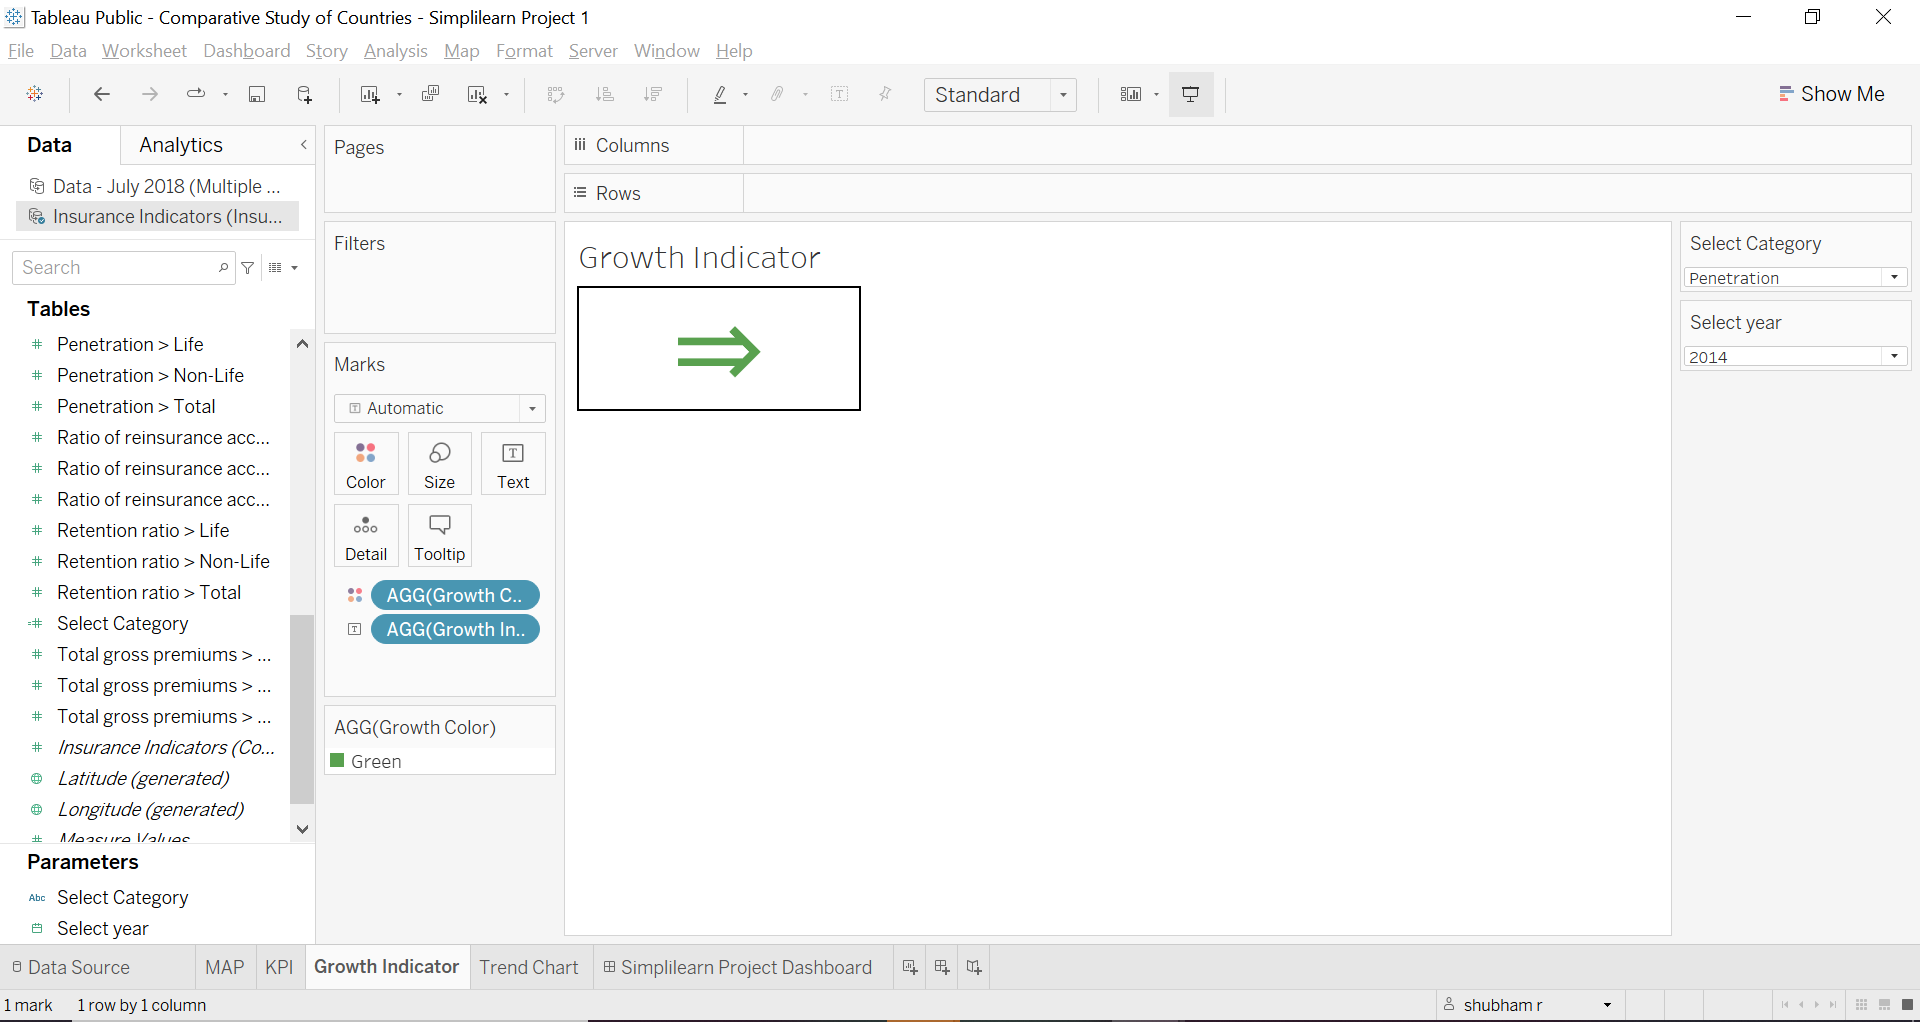 Tableau Public - Comparative Study of Countries - Simplilearn Project 1
File Data Worksheet Dashboard Story Analysis Map Format Server Window Help
Standard
Show Me
Data Analytics
Pages
Columns
Data - July 2018 (Multiple ...
Insurance Indicators (Insu...
Rows
Search
Filters
Growth Indicator
Select Category
Penetration
Tables
Select year
2014
Penetration > Life
Penetration > Non-Life
Penetration > Total
Ratio of reinsurance acc...
Ratio of reinsurance acc...
Ratio of reinsurance acc...
Retention ratio > Life
Retention ratio > Non-Life
Retention ratio > Total
Select Category
Total gross premiums > ...
Total gross premiums > ...
Total gross premiums > ...
Insurance Indicators (Co...
Latitude (generated)
Longitude (generated)
Measure Values
Marks
Automatic
Color Size Text
Detail Tooltip
AGG(Growth C..
AGG(Growth In..
AGG(Growth Color)
Green
Parameters
Abc Select Category
Select year
Data Source MAP KPI Growth Indicator Trend Chart Simplilearn Project Dashboard
1 mark 1 row by 1 column
shubham r